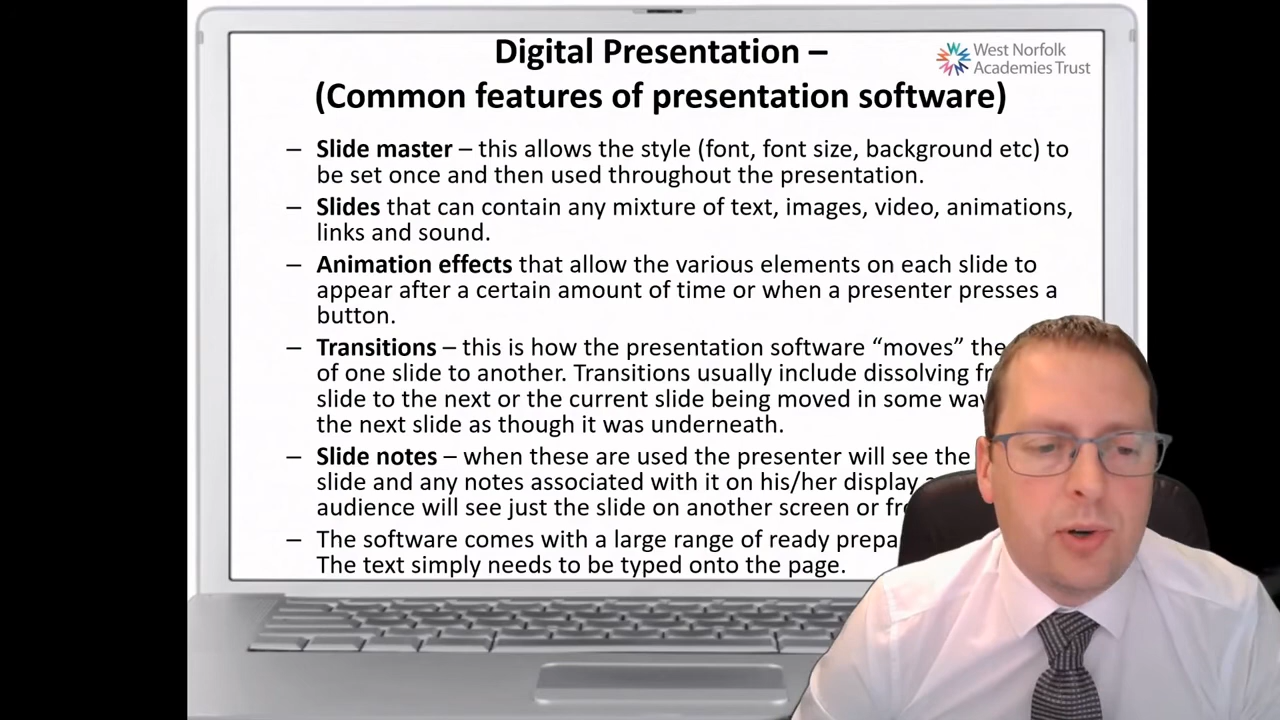 Digital Presentation –
West Norfolk
Academies Trust
(Common features of presentation software)
– Slide master – this allows the style (font, font size, background etc) to
be set once and then used throughout the presentation.
– Slides that can contain any mixture of text, images, video, animations,
links and sound.
– Animation effects that allow the various elements on each slide to
appear after a certain amount of time or when a presenter presses a
button.
– Transitions – this is how the presentation software “moves” the
of one slide to another. Transitions usually include dissolving
slide to the next or the current slide being moved in some
the next slide as though it was underneath.
– Slide notes – when these are used the presenter will see the
slide and any notes associated with it on his/her display
audience will see just the slide on another screen or
– The software comes with a large range of ready
The text simply needs to be typed onto the page.